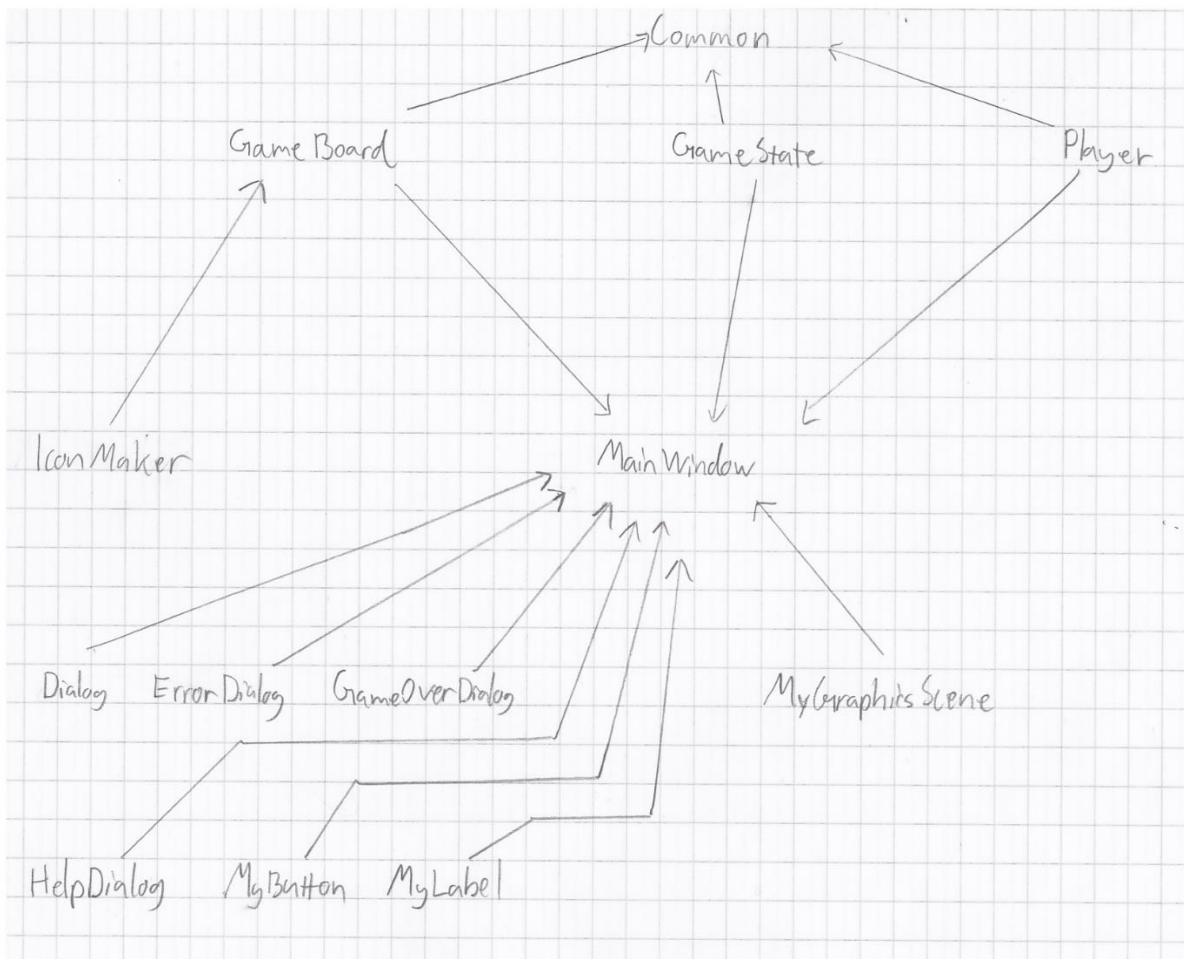 Common
GameBoard GameState Player
IconMaker MainWindow
Dialog ErrorDialog GameOverDialog MyGraphicsScene
HelpDialog MyButton MyLabel